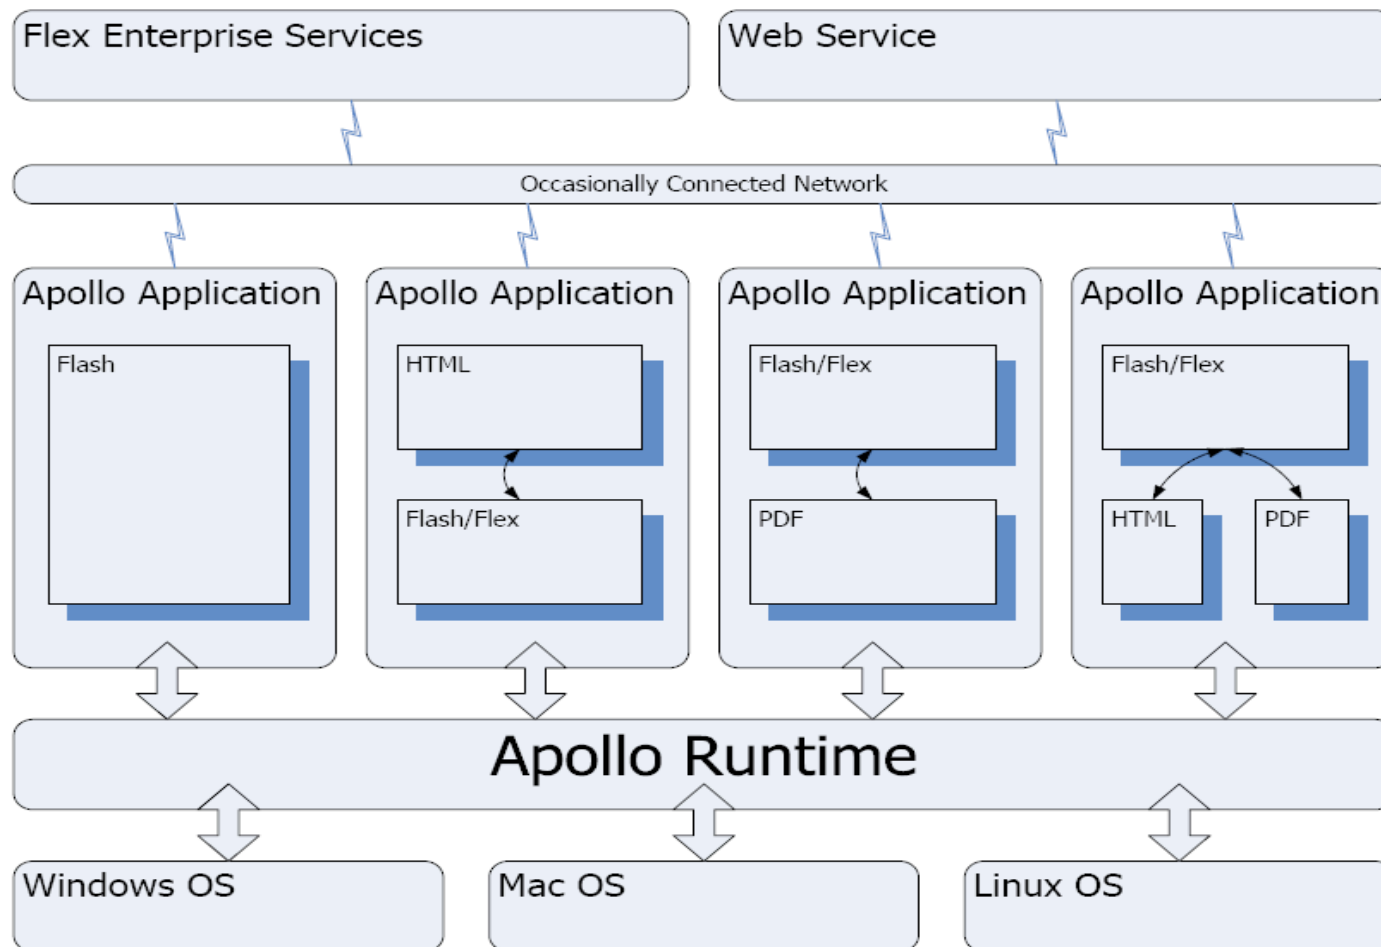 Flex Enterprise Services
Web Service
Occasionally Connected Network
Apollo Application
Flash
Apollo Application
HTML
Flash/Flex
Apollo Application
Flash/Flex
PDF
Apollo Application
Flash/Flex
HTML
PDF
Apollo Runtime
Windows OS
Mac OS
Linux OS